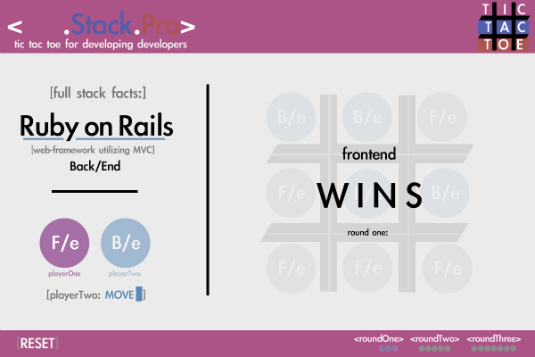 < .Stack.Pro>
tic tac toe for developing developers
TIC
TAC
TOE
[full stack facts:]
Ruby on Rails
[web-framework utilizing MVC]
Back/End
F/e B/e
playerOne playerTwo
[playerTwo: MOVE ]
B/e B/e F/e
frontend
F/e B/e B/e
WINS
round one:
F/e F/e F/e
[RESET]
<roundOne> <roundTwo> <roundThree>